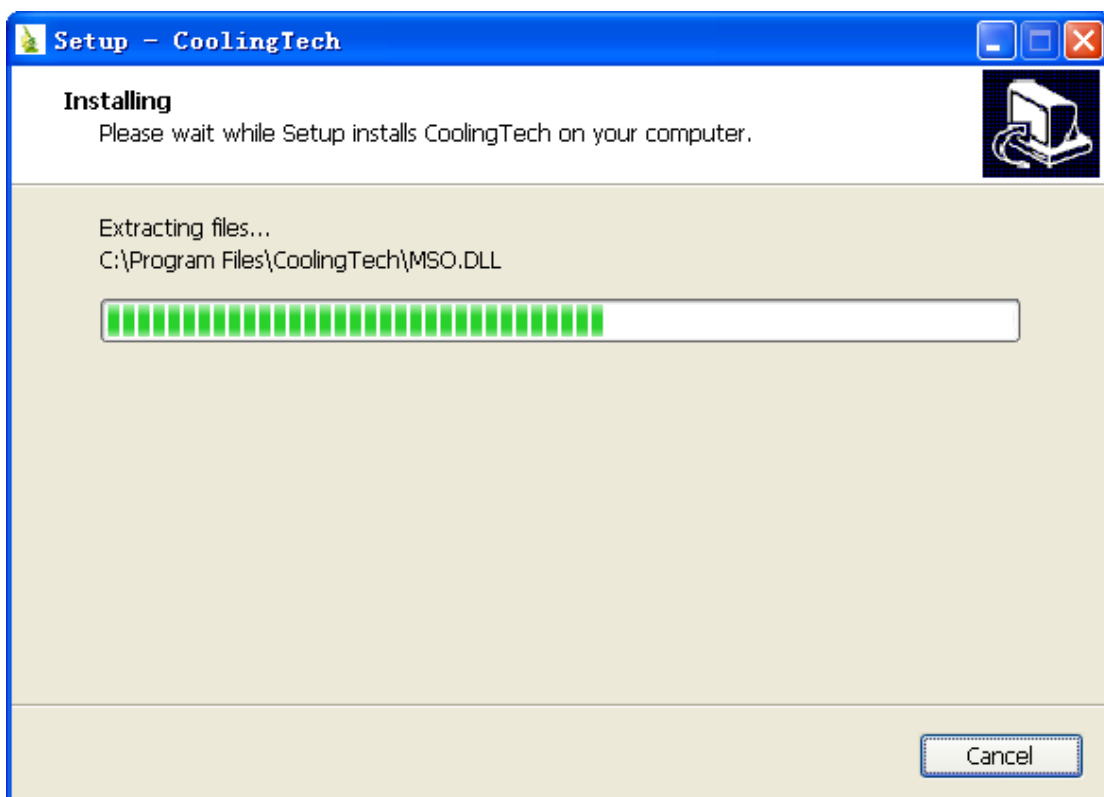 Setup - CoolingTech
Installing
Please wait while Setup installs CoolingTech on your computer.
Extracting files...
C:\Program Files\CoolingTech\MSO.DLL
Cancel